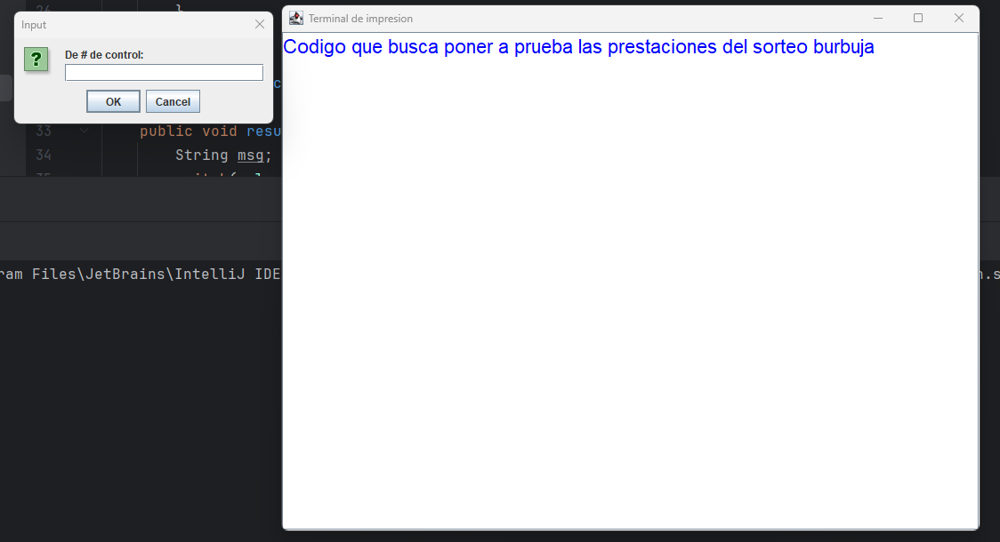 Input
De # de control:
OK Cancel
Terminal de impresion
Codigo que busca poner a prueba las prestaciones del sorteo burbuja
}
33 public void resu
34 String msg;
ram Files\JetBrains\IntelliJ IDE